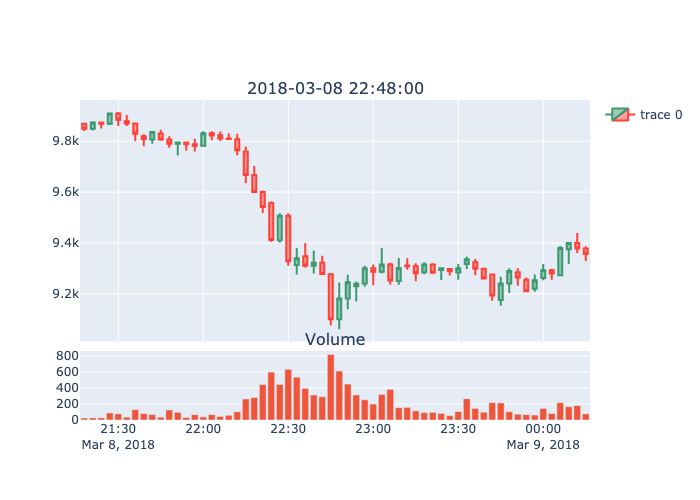 2018-03-08 22:48:00
trace 0
9.8k
9.6k
9.4k
9.2k
Volume
800
600
400
200
0
21:30 22:00 22:30 23:00 23:30 00:00
Mar 8, 2018 Mar 9, 2018